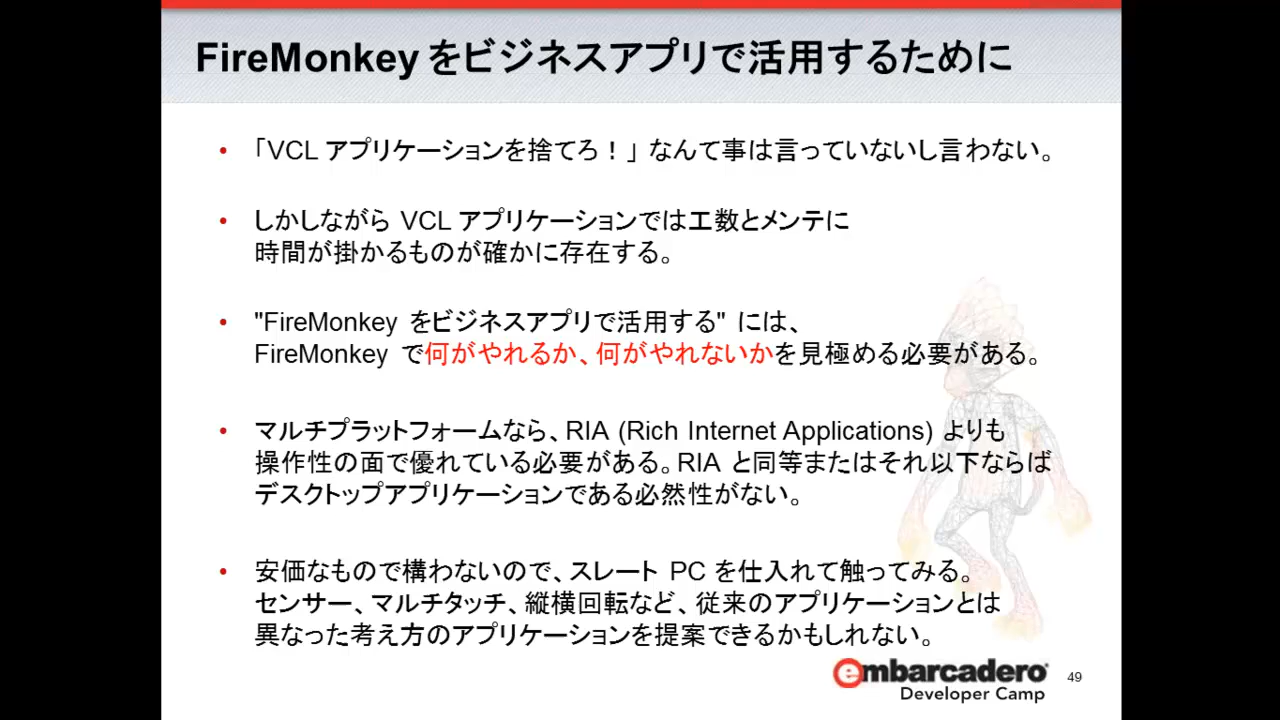 FireMonkey をビジネスアプリで活用するために
• 「VCL アプリケーションを捨てろ！」なんて事は言っていないし言わない。
• しかしながら VCL アプリケーションでは工数とメンテに
時間が掛かるものが確かに存在する。
• "FireMonkey をビジネスアプリで活用する" には、
FireMonkey で何がやれるか、何がやれないかを見極める必要がある。
• マルチプラットフォームなら、RIA (Rich Internet Applications) よりも
操作性の面で優れている必要がある。RIA と同等またはそれ以下ならば
デスクトップアプリケーションである必然性がない。
• 安価なもので構わないので、スレート PC を仕入れて触ってみる。
センサー、マルチタッチ、縦横回転など、従来のアプリケーションとは
異なった考え方のアプリケーションを提案できるかもしれない。
embarcadero
Developer Camp
49